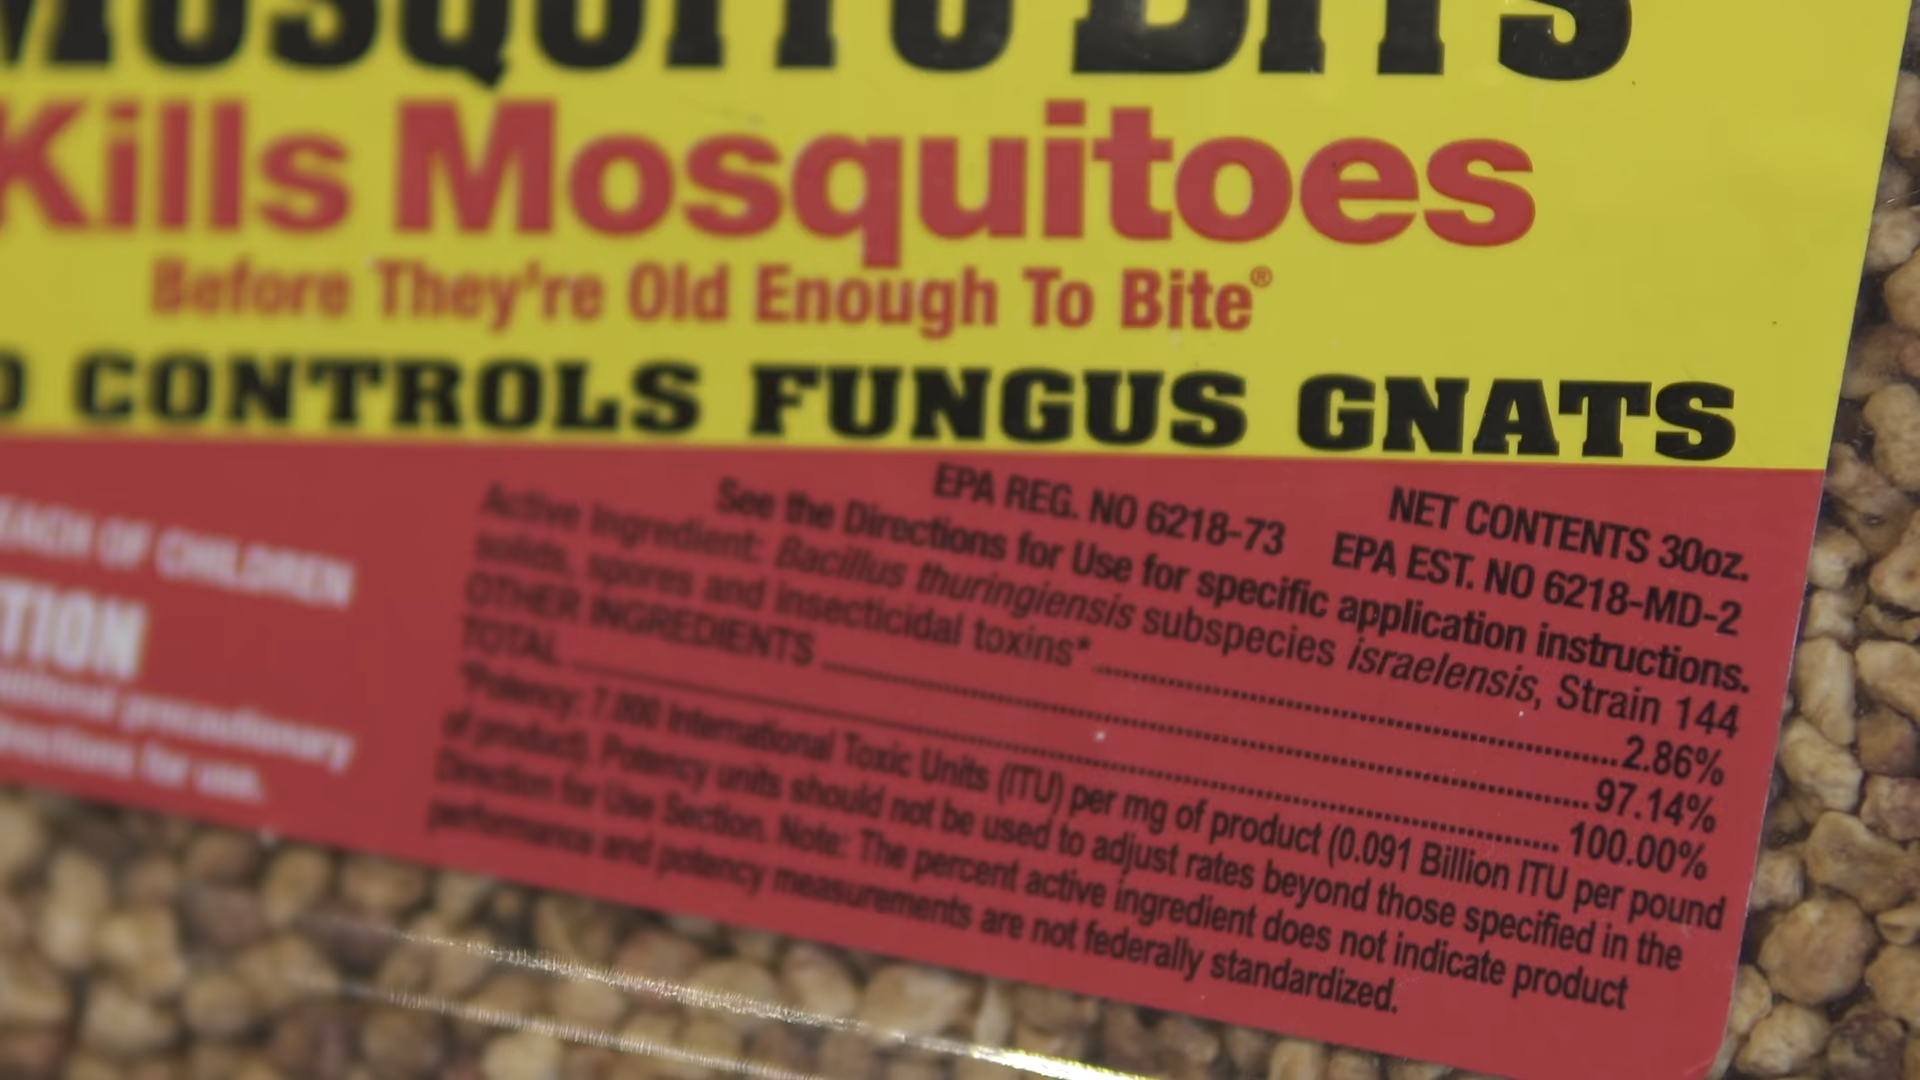 MOSQUITO BITS
Kills Mosquitoes
Before They're Old Enough To Bite®
CONTROLS FUNGUS GNATS
EACH OF CHILDREN
TION
precautionary
for use.
NET CONTENTS 30oz.
EPA REG. NO 6218-73 EPA EST. NO 6218-MD-2
See the Directions for Use for specific application instructions.
Active Ingredient: Bacillus thuringiensis subspecies israelensis, Strain 144
solids, spores and insecticidal toxins* 2.86%
OTHER INGREDIENTS 97.14%
TOTAL 100.00%
*Potency: 7,000 International Toxic Units (ITU) per mg of product (0.091 Billion ITU per pound
of product). Potency units should not be used to adjust rates beyond those specified in the
Direction for Use Section. Note: The percent active ingredient does not indicate product
performance and potency measurements are not federally standardized.